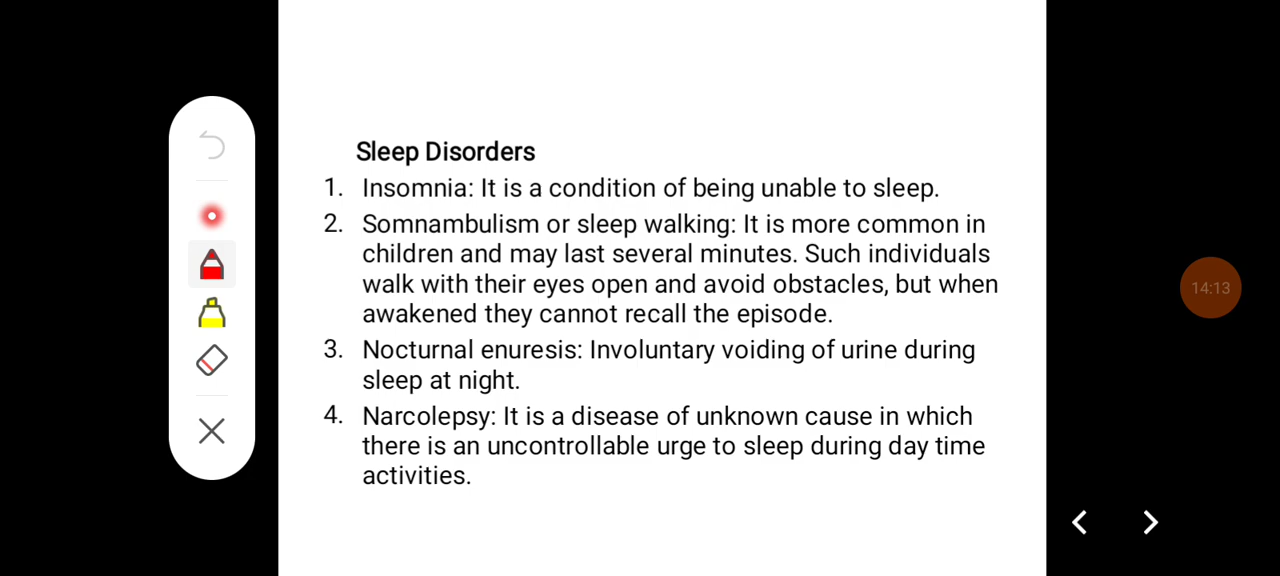 Sleep Disorders
1. Insomnia: It is a condition of being unable to sleep.
2. Somnambulism or sleep walking: It is more common in
children and may last several minutes. Such individuals
walk with their eyes open and avoid obstacles, but when
awakened they cannot recall the episode.
3. Nocturnal enuresis: Involuntary voiding of urine during
sleep at night.
4. Narcolepsy: It is a disease of unknown cause in which
there is an uncontrollable urge to sleep during day time
activities.
14:13